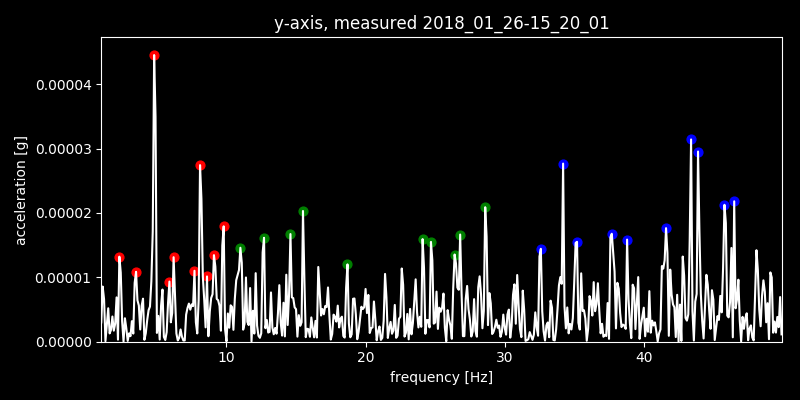 y-axis, measured 2018_01_26-15_20_01
0.00004
0.00003
0.00002
0.00001
0.00000
acceleration [g]
10 20 30 40
frequency [Hz]